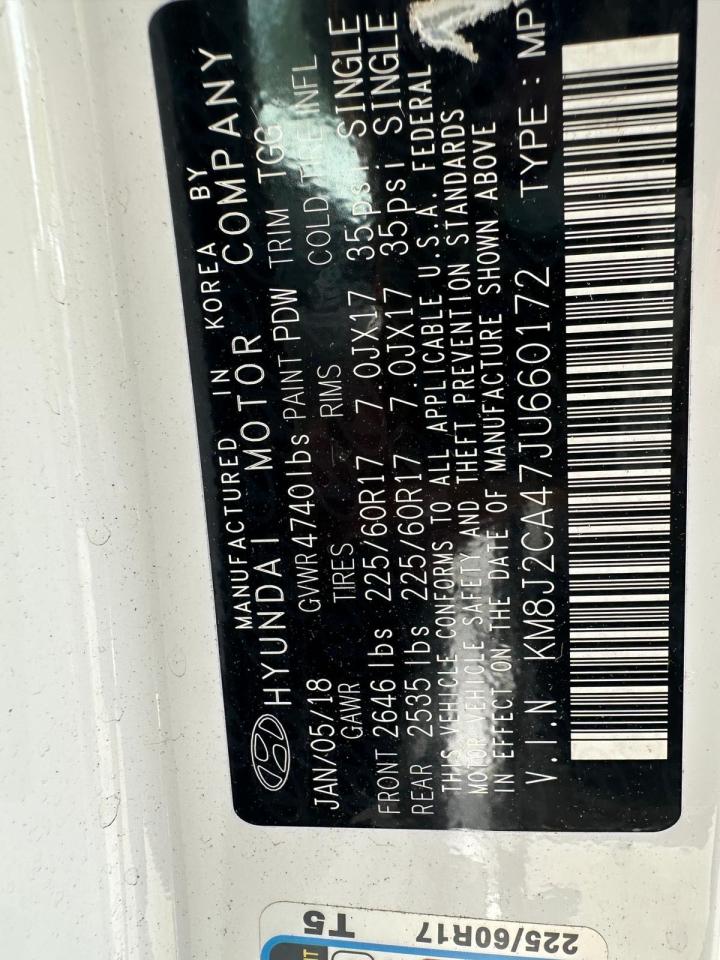 MANUFACTURED IN KOREA BY
HYUNDAI MOTOR COMPANY
JAN/05/18 GVWR 4740lbs PAINT PDW TRIM TGG
GAWR TIRES RIMS COLD TIRE INFL
FRONT 2646 lbs 225/60R17 7.0JX17 35psi SINGLE
REAR 2535 lbs 225/60R17 7.0JX17 35psi SINGLE
THIS VEHICLE CONFORMS TO ALL APPLICABLE U.S.A FEDERAL
MOTOR VEHICLE SAFETY AND THEFT PREVENTION STANDARDS
IN EFFECT ON THE DATE OF MANUFACTURE SHOWN ABOVE
V.I.N KM8J2CA47JU660172 TYPE : MP
225/60R17
T5